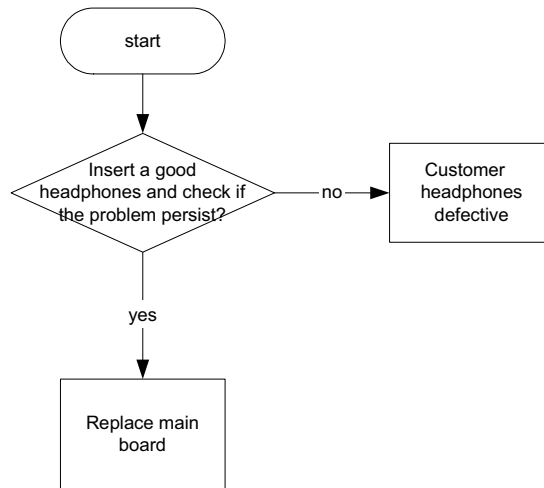 start
Insert a good
headphones and check if
the problem persist?
no
Customer
headphones
defective
yes
Replace main
board